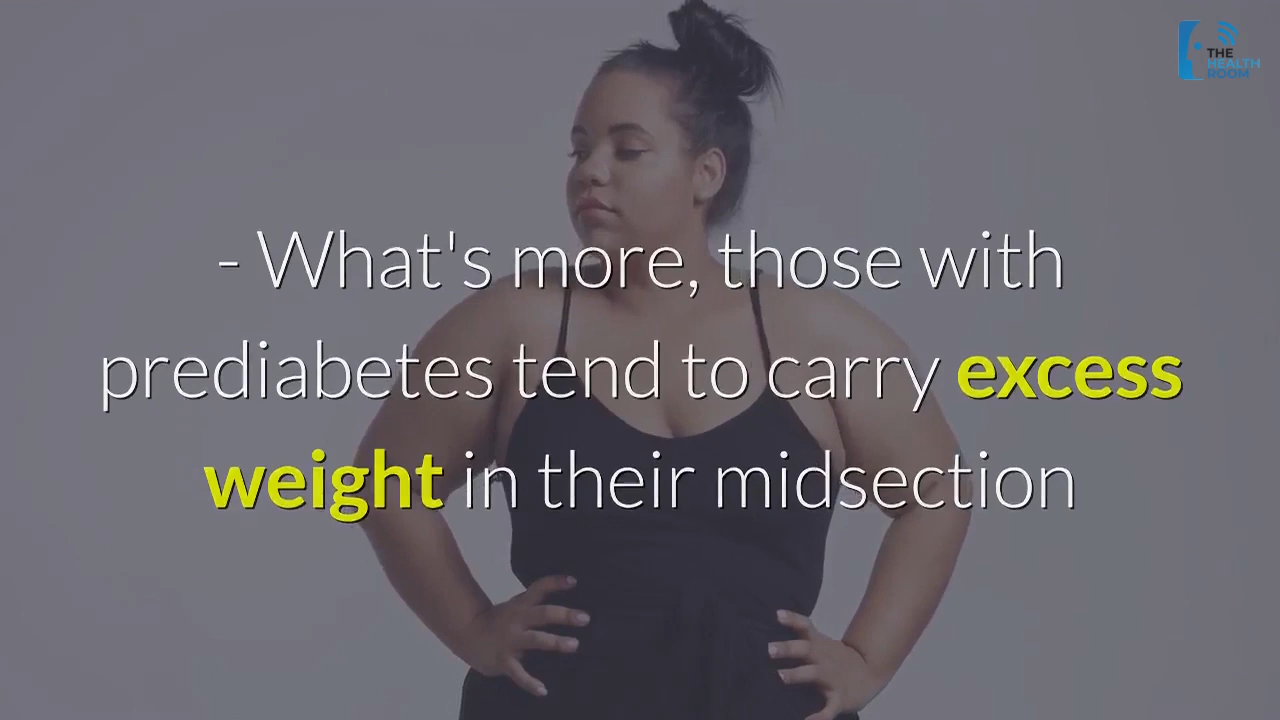 THE
HEALTH
ROOM
- What's more, those with
prediabetes tend to carry excess
weight in their midsection